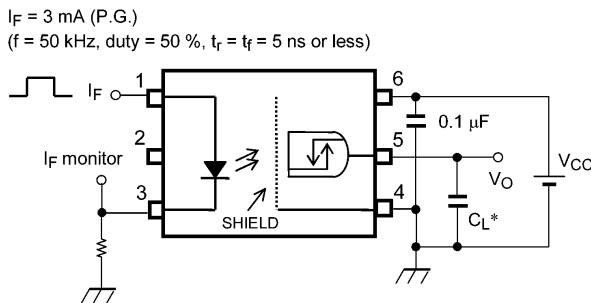 I_F = 3 mA (P.G.)
(f = 50 kHz, duty = 50 %, t_r = t_f = 5 ns or less)
1
6
I_F
0.1 μF
2
5
I_F monitor
V_CC
V_O
3
4
SHIELD
C_L*